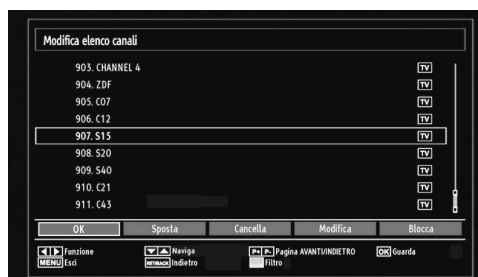 Modifica elenco canali
903. CHANNEL 4 TV
904. ZDF TV
905. C07 TV
906. C12 TV
907. S15 TV
908. S20 TV
909. S40 TV
910. C21 TV
911. C43 TV
OK Sposta Cancella Modifica Blocca
Funzione Naviga P+ P- Pagina AVANTI/INDIETRO OK Guarda
MENU Esci RET/BACK Indietro Filtro